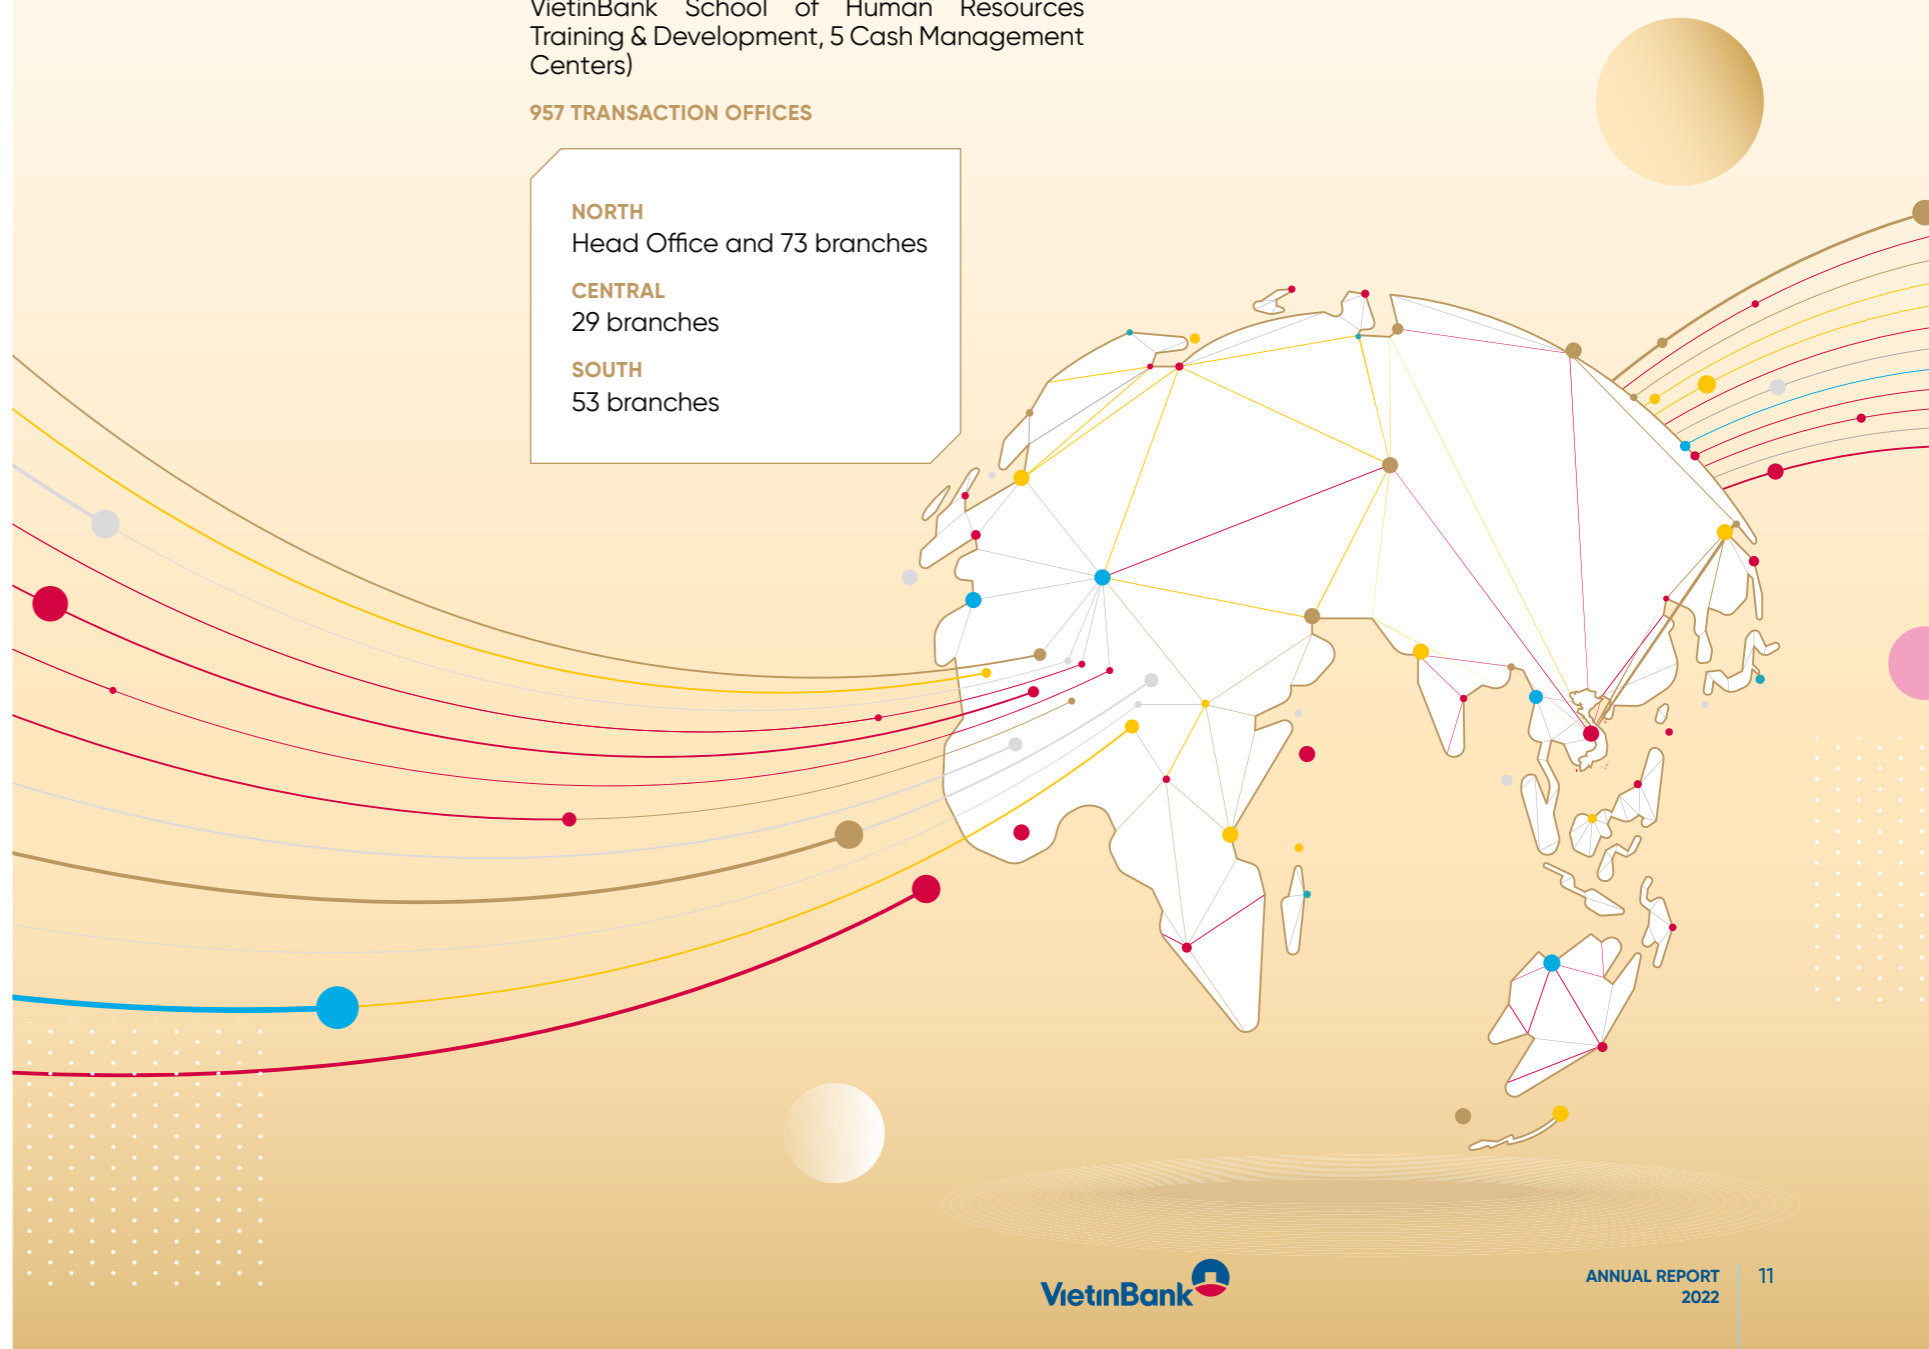 VietinBank School of Human Resources
Training & Development, 5 Cash Management
Centers)
957 TRANSACTION OFFICES
NORTH
Head Office and 73 branches
CENTRAL
29 branches
SOUTH
53 branches
VietinBank
ANNUAL REPORT
2022
11